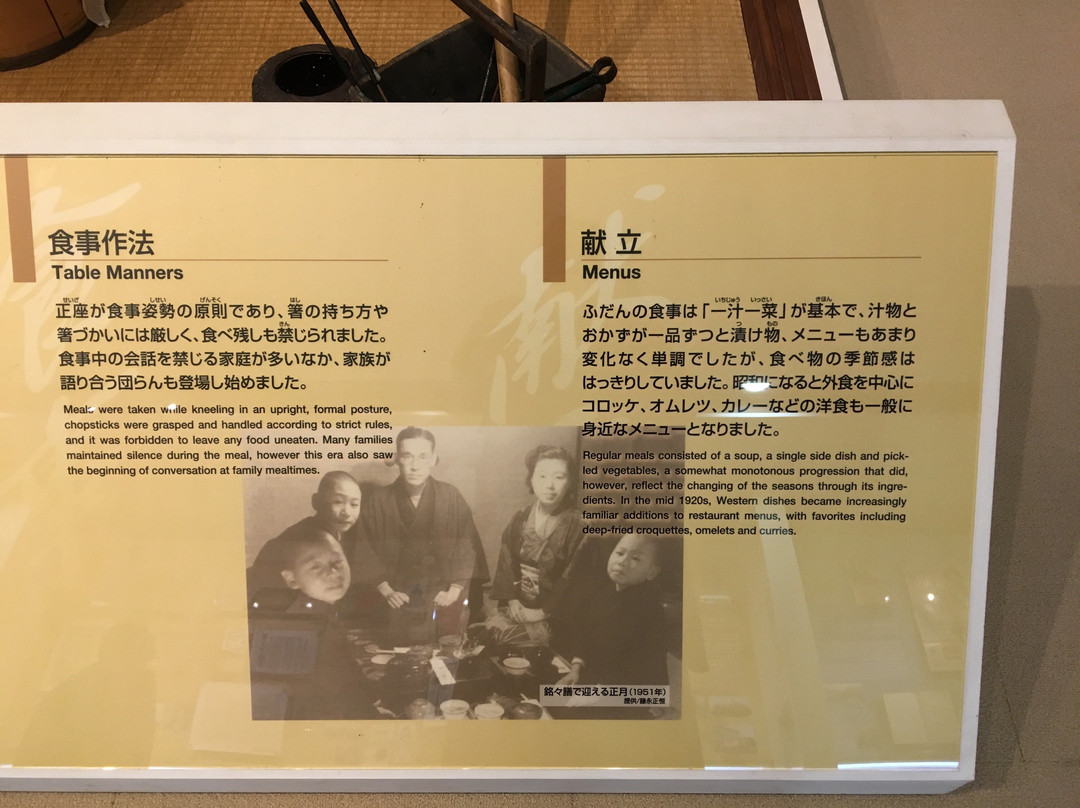 食事作法
Table Manners
正座が食事姿勢の原則であり、箸の持ち方や
箸づかいには厳しく、食べ残しも禁じられました。
食事中の会話を禁じる家庭が多いなか、家族が
語り合う団らんも登場し始めました。
Meals were taken while kneeling in an upright, formal posture,
chopsticks were grasped and handled according to strict rules,
and it was forbidden to leave any food uneaten. Many families
maintained silence during the meal, however this era also saw
the beginning of conversation at family mealtimes.
献立
Menus
ふだんの食事は「一汁一菜」が基本で、汁物と
おかずが一品ずつと漬け物、メニューもあまり
変化なく単調でしたが、食べ物の季節感は
はっきりしていました。昭和になると外食を中心に
コロッケ、オムレツ、カレーなどの洋食も一般に
身近なメニューとなりました。
Regular meals consisted of a soup, a single side dish and pick-
led vegetables, a somewhat monotonous progression that did,
however, reflect the changing of the seasons through its ingre-
dients. In the mid 1920s, Western dishes became increasingly
familiar additions to restaurant menus, with favorites including
deep-fried croquettes, omelets and curries.
銘々膳で迎える正月（1951年）
提供/藤永正恒